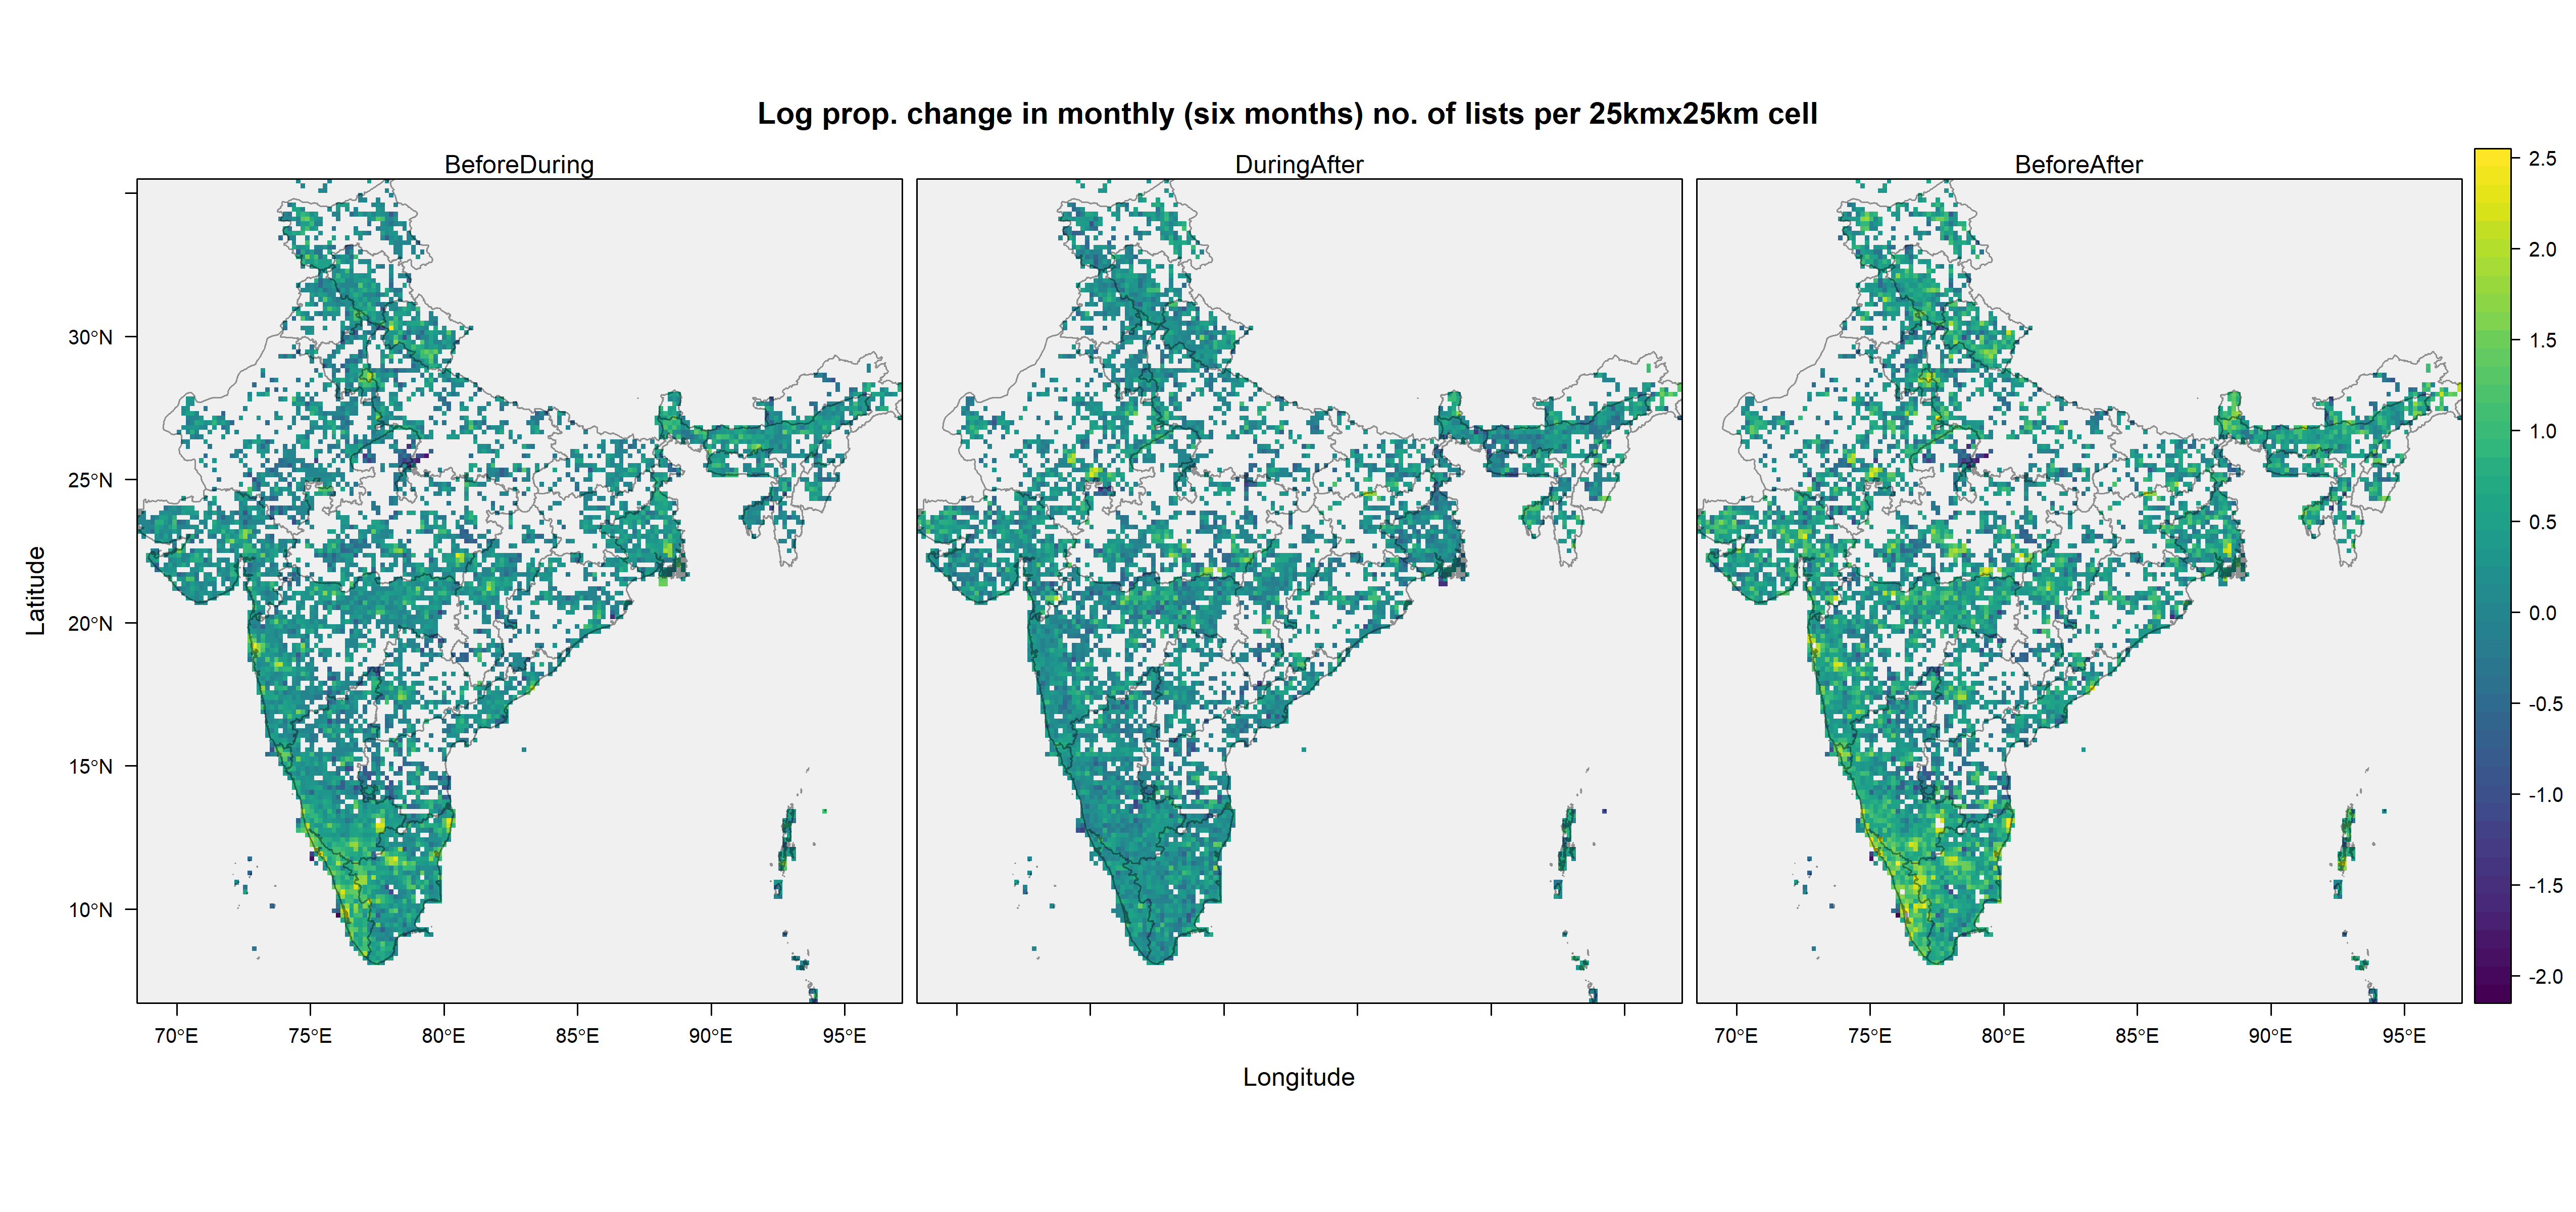 Log prop. change in monthly (six months) no. of lists per 25kmx25km cell
BeforeDuring
DuringAfter
BeforeAfter
30°N
25°N
20°N
15°N
10°N
Latitude
70°E 75°E 80°E 85°E 90°E 95°E
70°E 75°E 80°E 85°E 90°E 95°E
Longitude
2.5
2.0
1.5
1.0
0.5
0.0
-0.5
-1.0
-1.5
-2.0